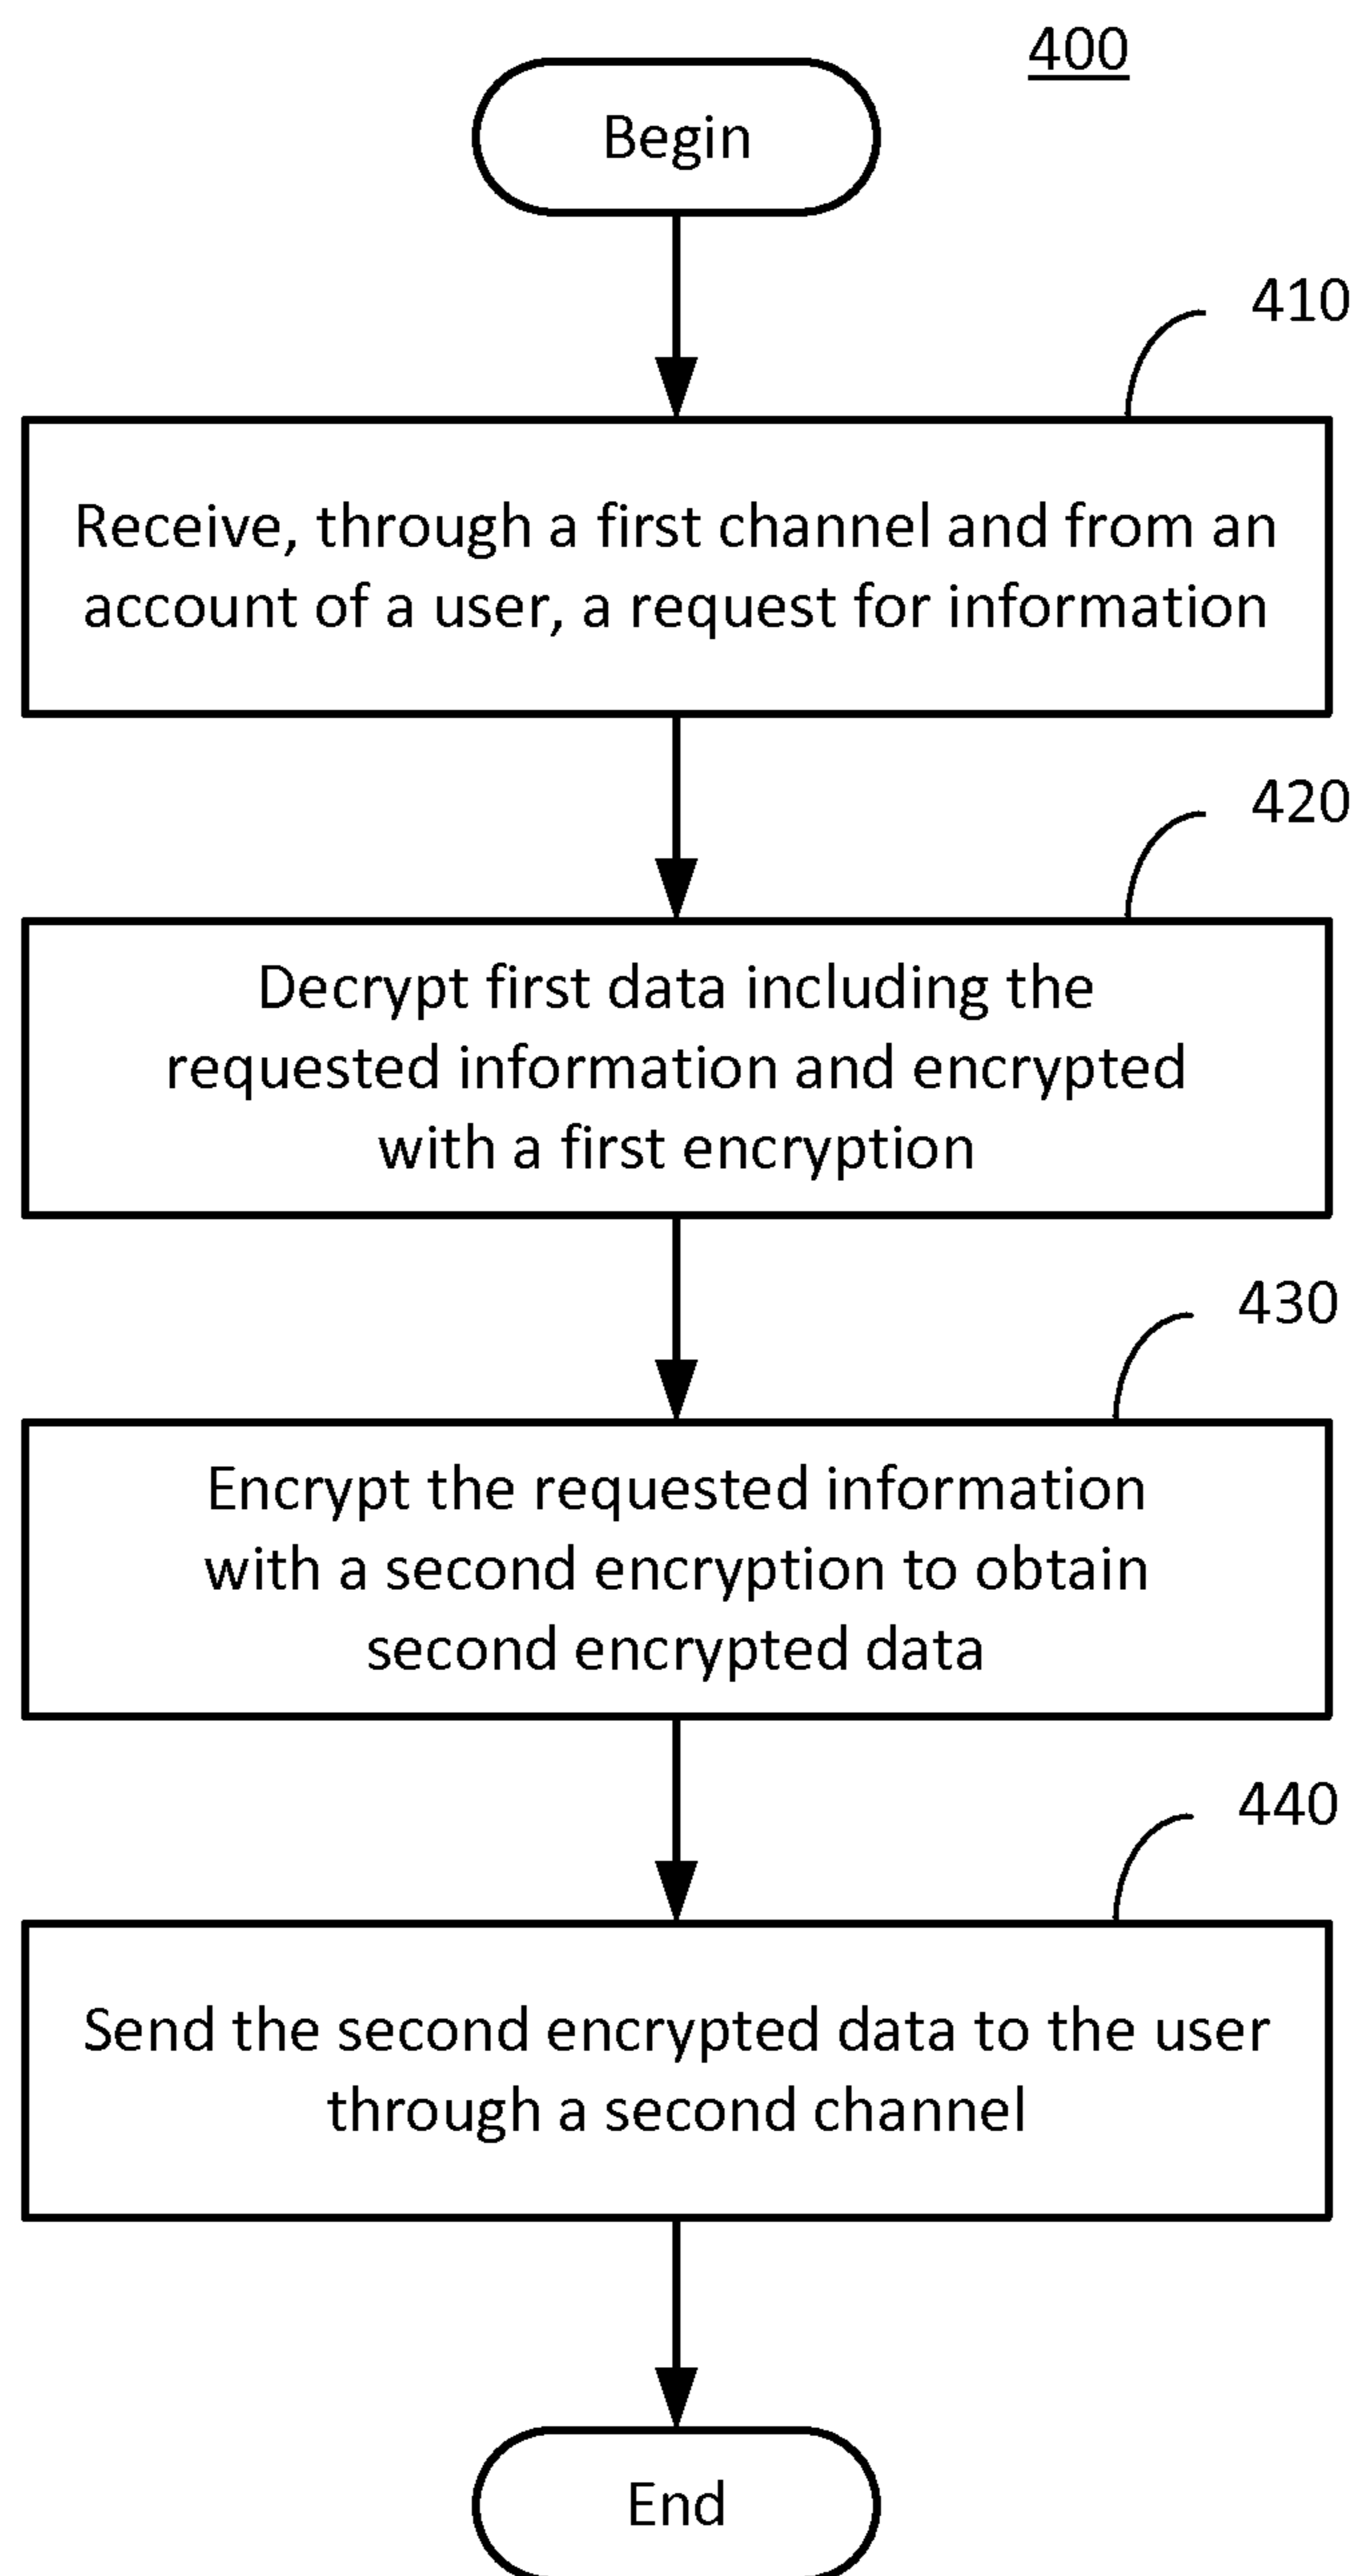 400
Begin
410
Receive, through a first channel and from an
account of a user, a request for information
420
Decrypt first data including the
requested information and encrypted
with a first encryption
430
Encrypt the requested information
with a second encryption to obtain
second encrypted data
440
Send the second encrypted data to the user
through a second channel
End